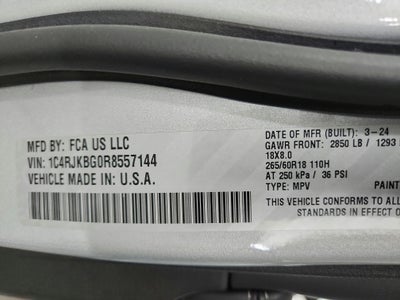 MFD BY: FCA US LLC
VIN: 1C4RJKBG0R8557144
VEHICLE MADE IN: U.S.A.
DATE OF MFR (BUILT): 3-24
GAWR FRONT: 2850 LB / 1293
18X8.0
265/60R18 110H
AT 250 kPa / 36 PSI
TYPE: MPV PAINT
THIS VEHICLE CONFORMS TO
STANDARDS IN EFFECT O